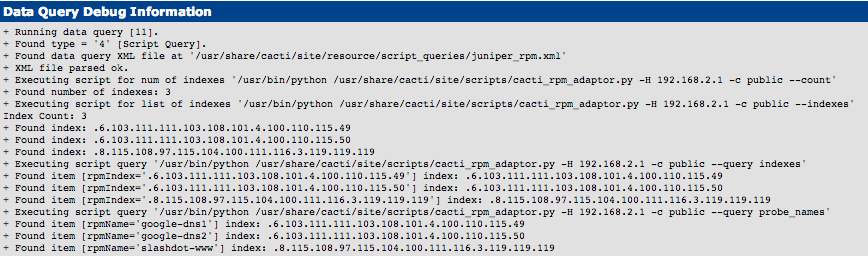 Data Query Debug Information
+ Running data query [11].
+ Found type = '4' [Script Query].
+ Found data query XML file at '/usr/share/cacti/site/resource/script_queries/juniper_rpm.xml'
+ XML file parsed ok.
+ Executing script for num of indexes '/usr/bin/python /usr/share/cacti/site/scripts/cacti_rpm_adaptor.py -H 192.168.2.1 -c public --count'
+ Found number of indexes: 3
+ Executing script for list of indexes '/usr/bin/python /usr/share/cacti/site/scripts/cacti_rpm_adaptor.py -H 192.168.2.1 -c public --indexes'
Index Count: 3
+ Found index: .6.103.111.111.103.108.101.4.100.110.115.49
+ Found index: .6.103.111.111.103.108.101.4.100.110.115.50
+ Found index: .8.115.108.97.115.104.100.111.116.3.119.119.119
+ Executing script query '/usr/bin/python /usr/share/cacti/site/scripts/cacti_rpm_adaptor.py -H 192.168.2.1 -c public --query indexes'
+ Found item [rpmIndex='.6.103.111.111.103.108.101.4.100.110.115.49'] index: .6.103.111.111.103.108.101.4.100.110.115.49
+ Found item [rpmIndex='.6.103.111.111.103.108.101.4.100.110.115.50'] index: .6.103.111.111.103.108.101.4.100.110.115.50
+ Found item [rpmIndex='.8.115.108.97.115.104.100.111.116.3.119.119.119'] index: .8.115.108.97.115.104.100.111.116.3.119.119.119
+ Executing script query '/usr/bin/python /usr/share/cacti/site/scripts/cacti_rpm_adaptor.py -H 192.168.2.1 -c public --query probe_names'
+ Found item [rpmName='google-dns1'] index: .6.103.111.111.103.108.101.4.100.110.115.49
+ Found item [rpmName='google-dns2'] index: .6.103.111.111.103.108.101.4.100.110.115.50
+ Found item [rpmName='slashdot-www'] index: .8.115.108.97.115.104.100.111.116.3.119.119.119